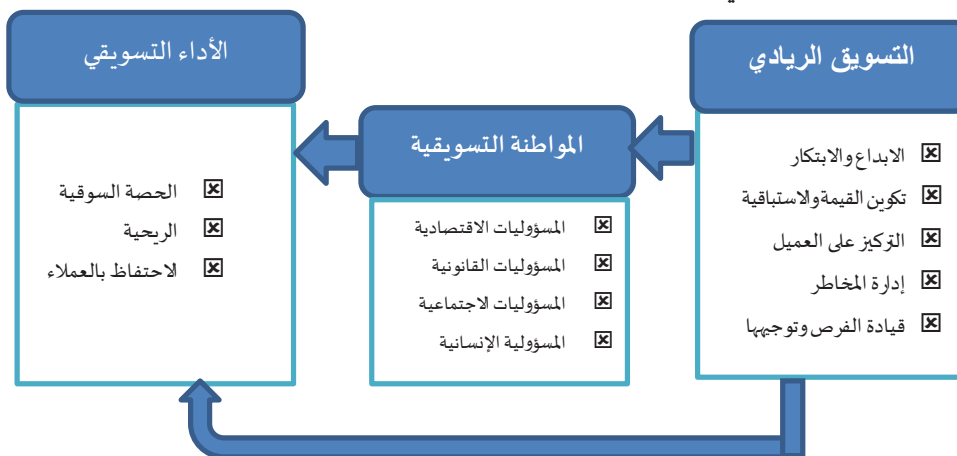 التسويق الريادي
الابداع والابتكار
تكوين القيمة والاستباقية
التركيز على العميل
إدارة المخاطر
قيادة الفرص وتوجيهها
المواطنة التسويقية
المسؤوليات الاقتصادية
المسؤوليات القانونية
المسؤوليات الاجتماعية
المسؤولية الإنسانية
الأداء التسويقي
الحصة السوقية
الربحية
الاحتفاظ بالعملاء